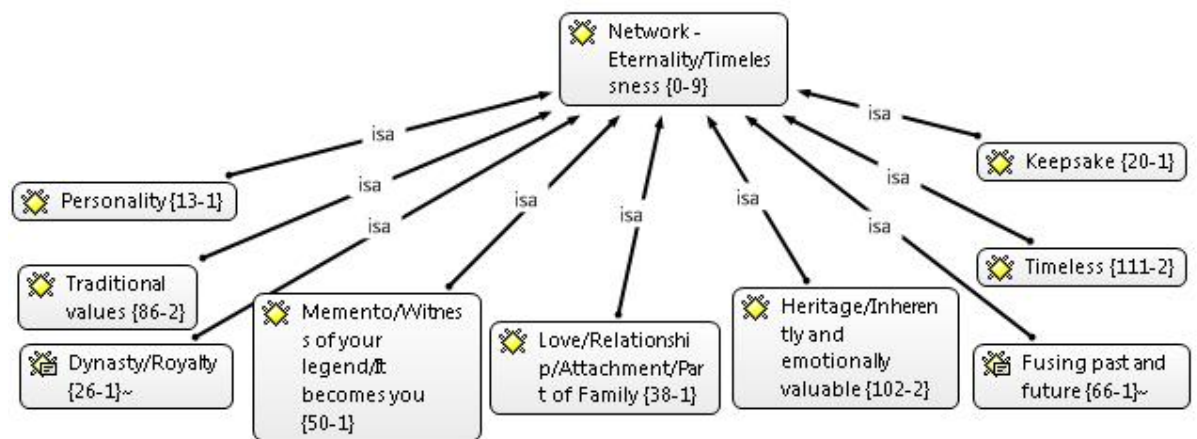 Network -
Eternality/Timeles
sness {0-9}
isa
isa
isa
isa
isa
isa
isa
isa
isa
Personality {13-1}
Keepsake {20-1}
Traditional
values {86-2}
Timeless {111-2}
Dynasty/Royalty
{26-1}~
Memento/Witnes
s of your
legend/It
becomes you
{50-1}
Love/Relationshi
p/Attachment/Par
t of Family {38-1}
Heritage/Inheren
tly and
emotionally
valuable {102-2}
Fusing past and
future {66-1}~